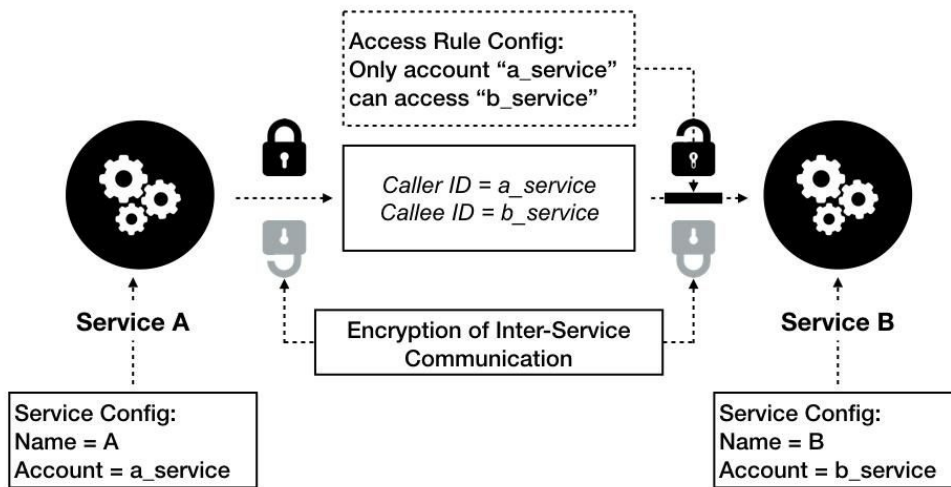 Access Rule Config:
Only account “a_service”
can access “b_service”
Caller ID = a_service
Callee ID = b_service
Service A
Service B
Encryption of Inter-Service
Communication
Service Config:
Name = A
Account = a_service
Service Config:
Name = B
Account = b_service